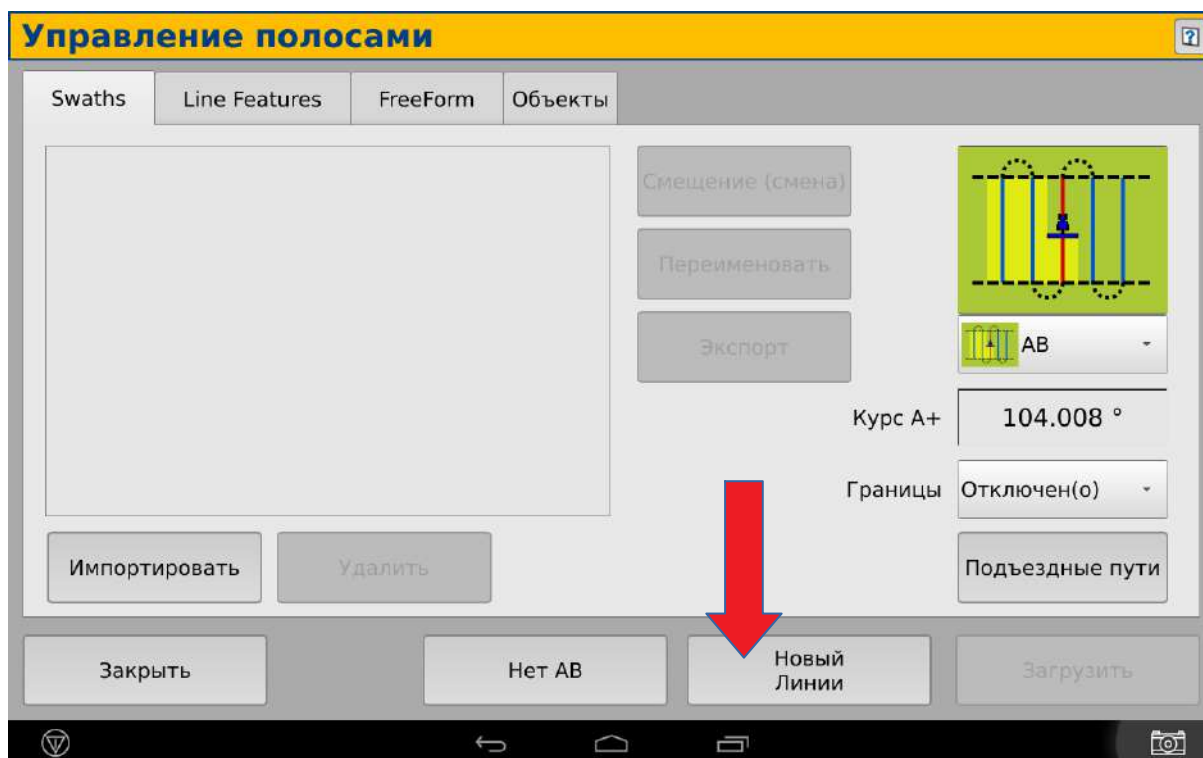 Управление полосами
Swaths
Line Features
FreeForm
Объекты
Смещение (смена)
Переименовать
Экспорт
AB
Курс A+
104.008 °
Границы
Отключен(о)
Импортировать
Удалить
Подъездные пути
Закрыть
Нет AB
Новый
Линии
Загрузить